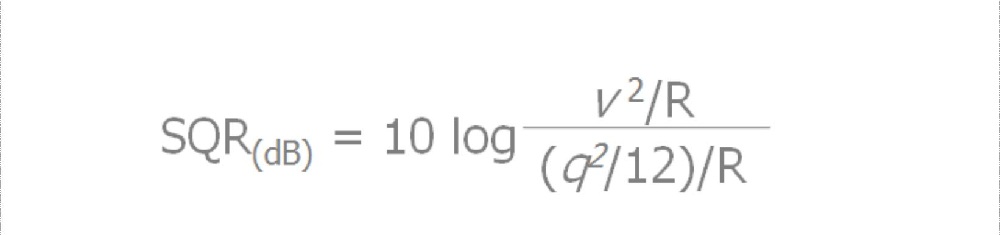 SQR(dB) = 10 log v²/R
(q²/12)/R